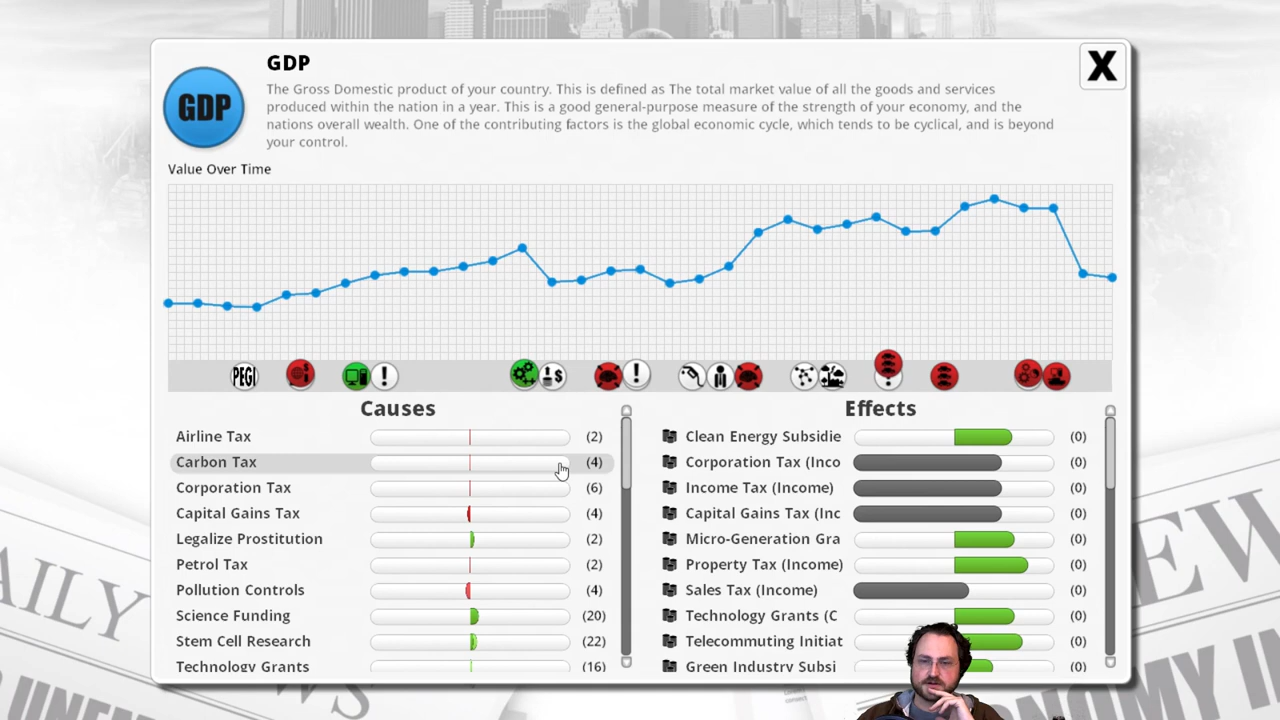 GDP
GDP
X
The Gross Domestic product of your country. This is defined as The total market value of all the goods and services
produced within the nation in a year. This is a good general-purpose measure of the strength of your economy, and the
nations overall wealth. One of the contributing factors is the global economic cycle, which tends to be cyclical, and is beyond
your control.
Value Over Time
PEGI
Causes
Effects
Airline Tax (2)
Clean Energy Subsidie (0)
Carbon Tax (4)
Corporation Tax (Inco (0)
Corporation Tax (6)
Income Tax (Income) (0)
Capital Gains Tax (4)
Capital Gains Tax (Inc (0)
Legalize Prostitution (2)
Micro-Generation Gra (0)
Petrol Tax (2)
Property Tax (Income) (0)
Pollution Controls (4)
Sales Tax (Income) (0)
Science Funding (20)
Technology Grants (C (0)
Stem Cell Research (22)
Telecommuting Initiat (0)
Technology Grants (16)
Green Industry Subsi (0)